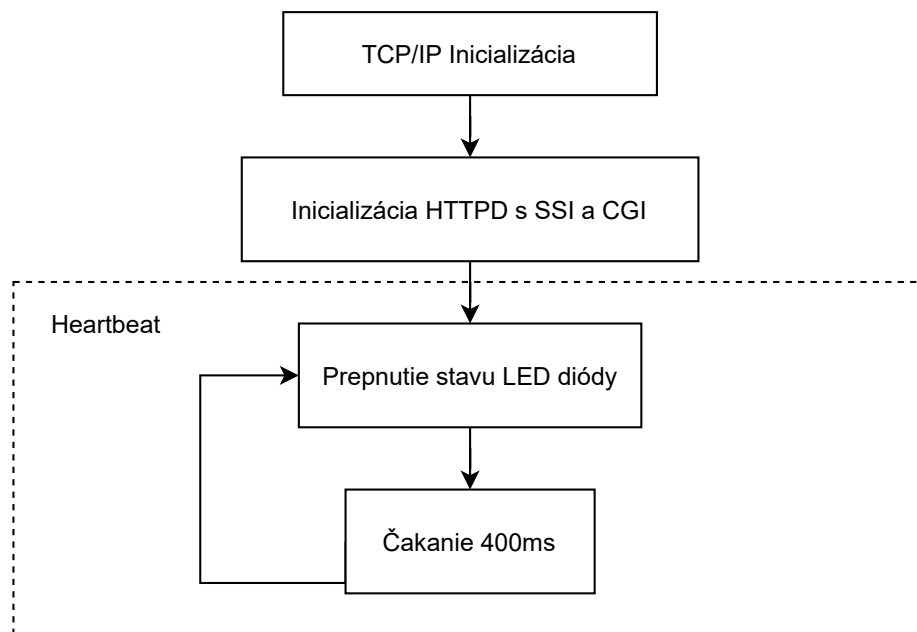 TCP/IP Inicializácia
Inicializácia HTTPD s SSI a CGI
Heartbeat
Prepnutie stavu LED diódy
Čakanie 400ms